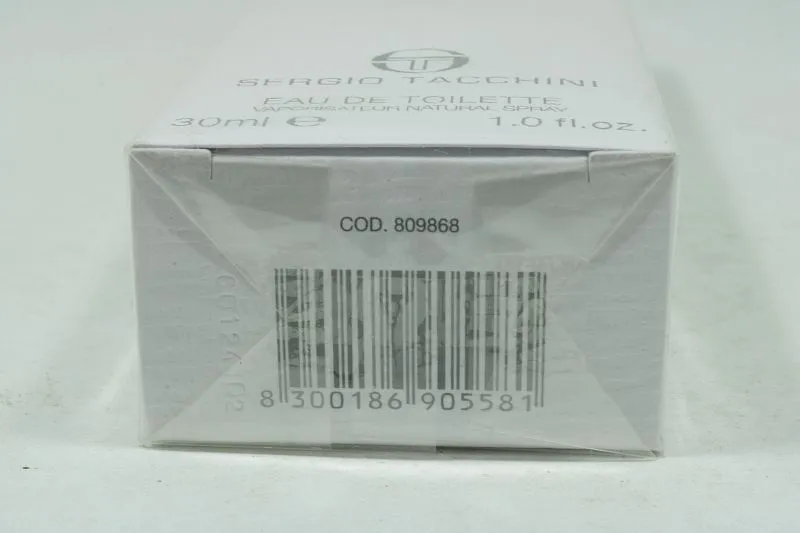 SERGIO TACCHINI
EAU DE TOILETTE
VAPORISATEUR NATURAL SPRAY
30ml e 1.0 fl.oz.
COD. 809868
8 300186 905581